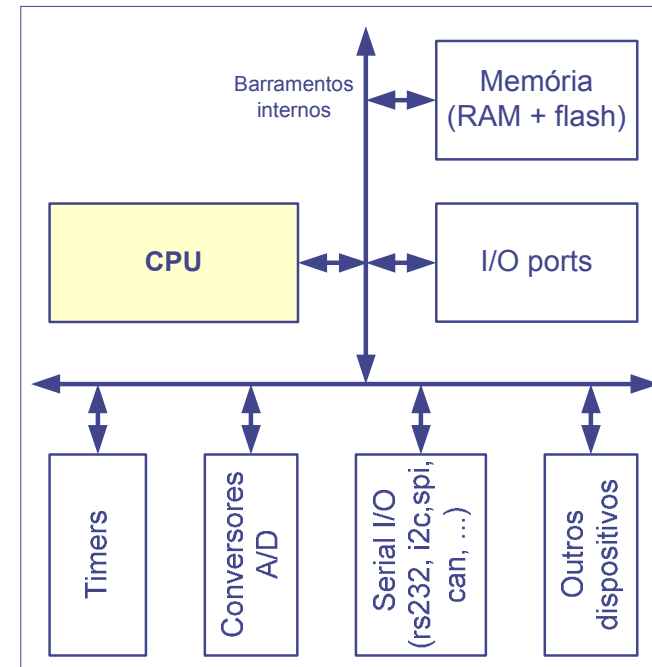 Barramentos
internos
Memória
(RAM + flash)
CPU
I/O ports
Timers
Conversores
A/D
Serial I/O
(rs232, i2c,spi,
can, ...)
Outros
dispositivos